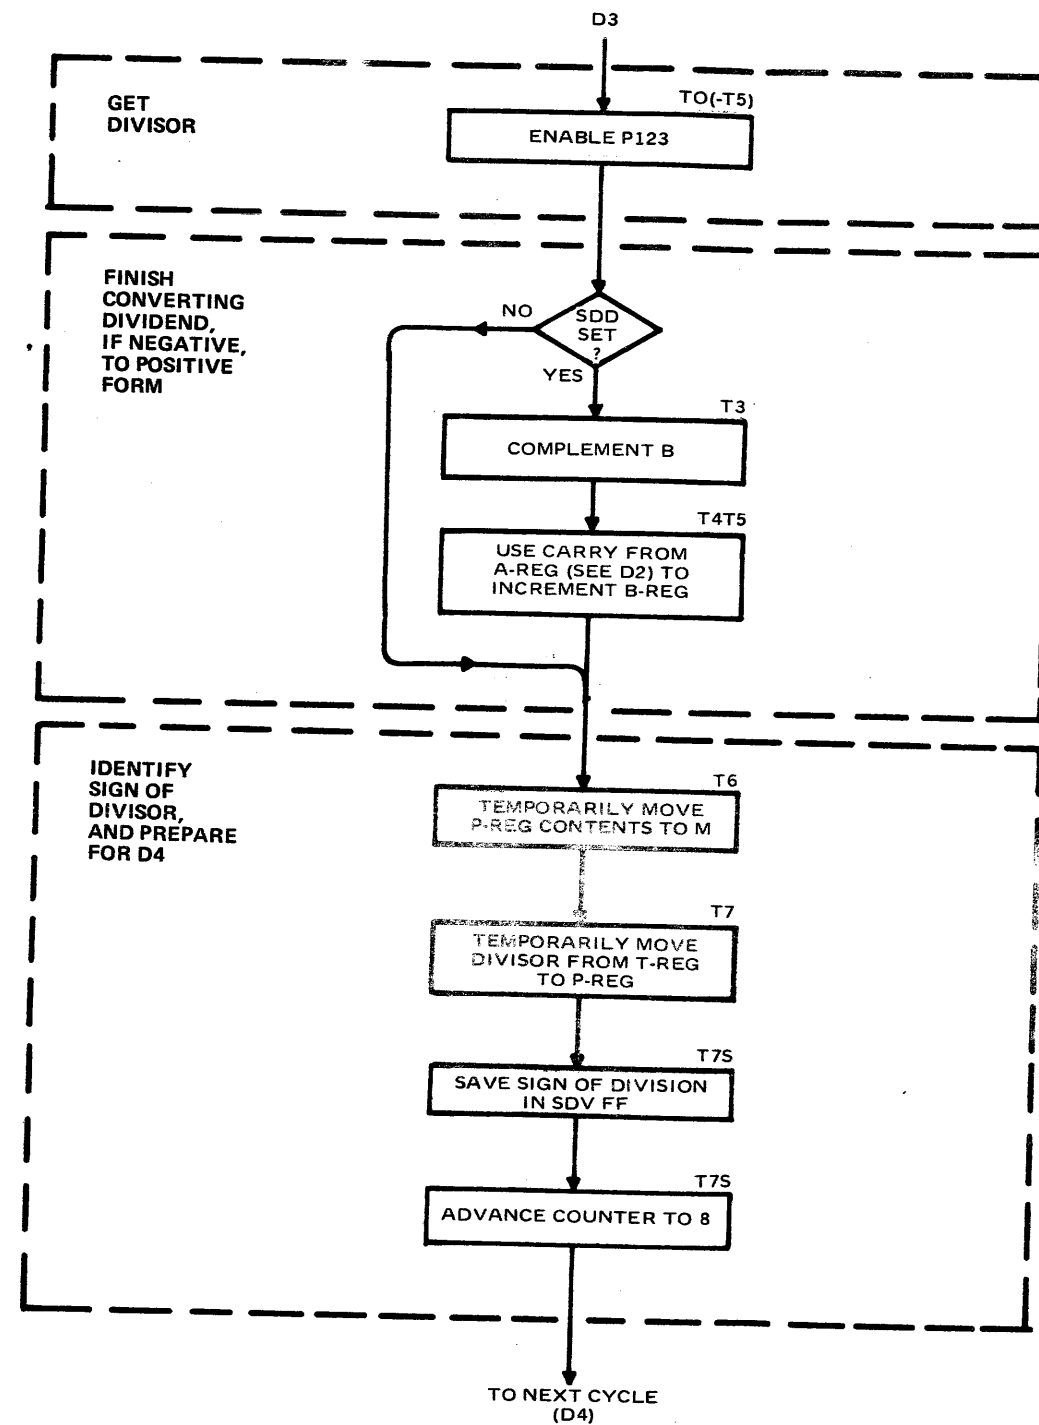 D3
GET
DIVISOR
TO(-T5)
ENABLE P123
FINISH
CONVERTING
DIVIDEND,
IF NEGATIVE,
TO POSITIVE
FORM
NO
SDD
SET
?
YES
T3
COMPLEMENT B
T4T5
USE CARRY FROM
A-REG (SEE D2) TO
INCREMENT B-REG
IDENTIFY
SIGN OF
DIVISOR,
AND PREPARE
FOR D4
T6
TEMPORARILY MOVE
P-REG CONTENTS TO M
T7
TEMPORARILY MOVE
DIVISOR FROM T-REG
TO P-REG
T7S
SAVE SIGN OF DIVISION
IN SDV FF
T7S
ADVANCE COUNTER TO 8
TO NEXT CYCLE
(D4)